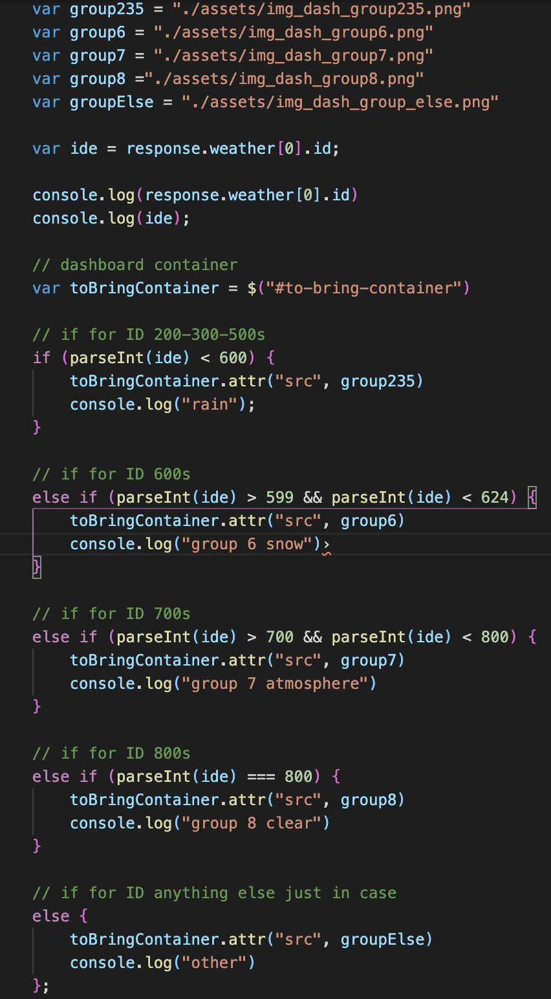 var group235 = "./assets/img_dash_group235.png"
var group6 = "./assets/img_dash_group6.png"
var group7 = "./assets/img_dash_group7.png"
var group8 ="./assets/img_dash_group8.png"
var groupElse = "./assets/img_dash_group_else.png"

var ide = response.weather[0].id;

console.log(response.weather[0].id)
console.log(ide);

// dashboard container
var toBringContainer = $("#to-bring-container")

// if for ID 200-300-500s
if (parseInt(ide) < 600) {
    toBringContainer.attr("src", group235)
    console.log("rain");
}

// if for ID 600s
else if (parseInt(ide) > 599 && parseInt(ide) < 624) {
    toBringContainer.attr("src", group6)
    console.log("group 6 snow")›
}

// if for ID 700s
else if (parseInt(ide) > 700 && parseInt(ide) < 800) {
    toBringContainer.attr("src", group7)
    console.log("group 7 atmosphere")
}

// if for ID 800s
else if (parseInt(ide) === 800) {
    toBringContainer.attr("src", group8)
    console.log("group 8 clear")
}

// if for ID anything else just in case
else {
    toBringContainer.attr("src", groupElse)
    console.log("other")
};